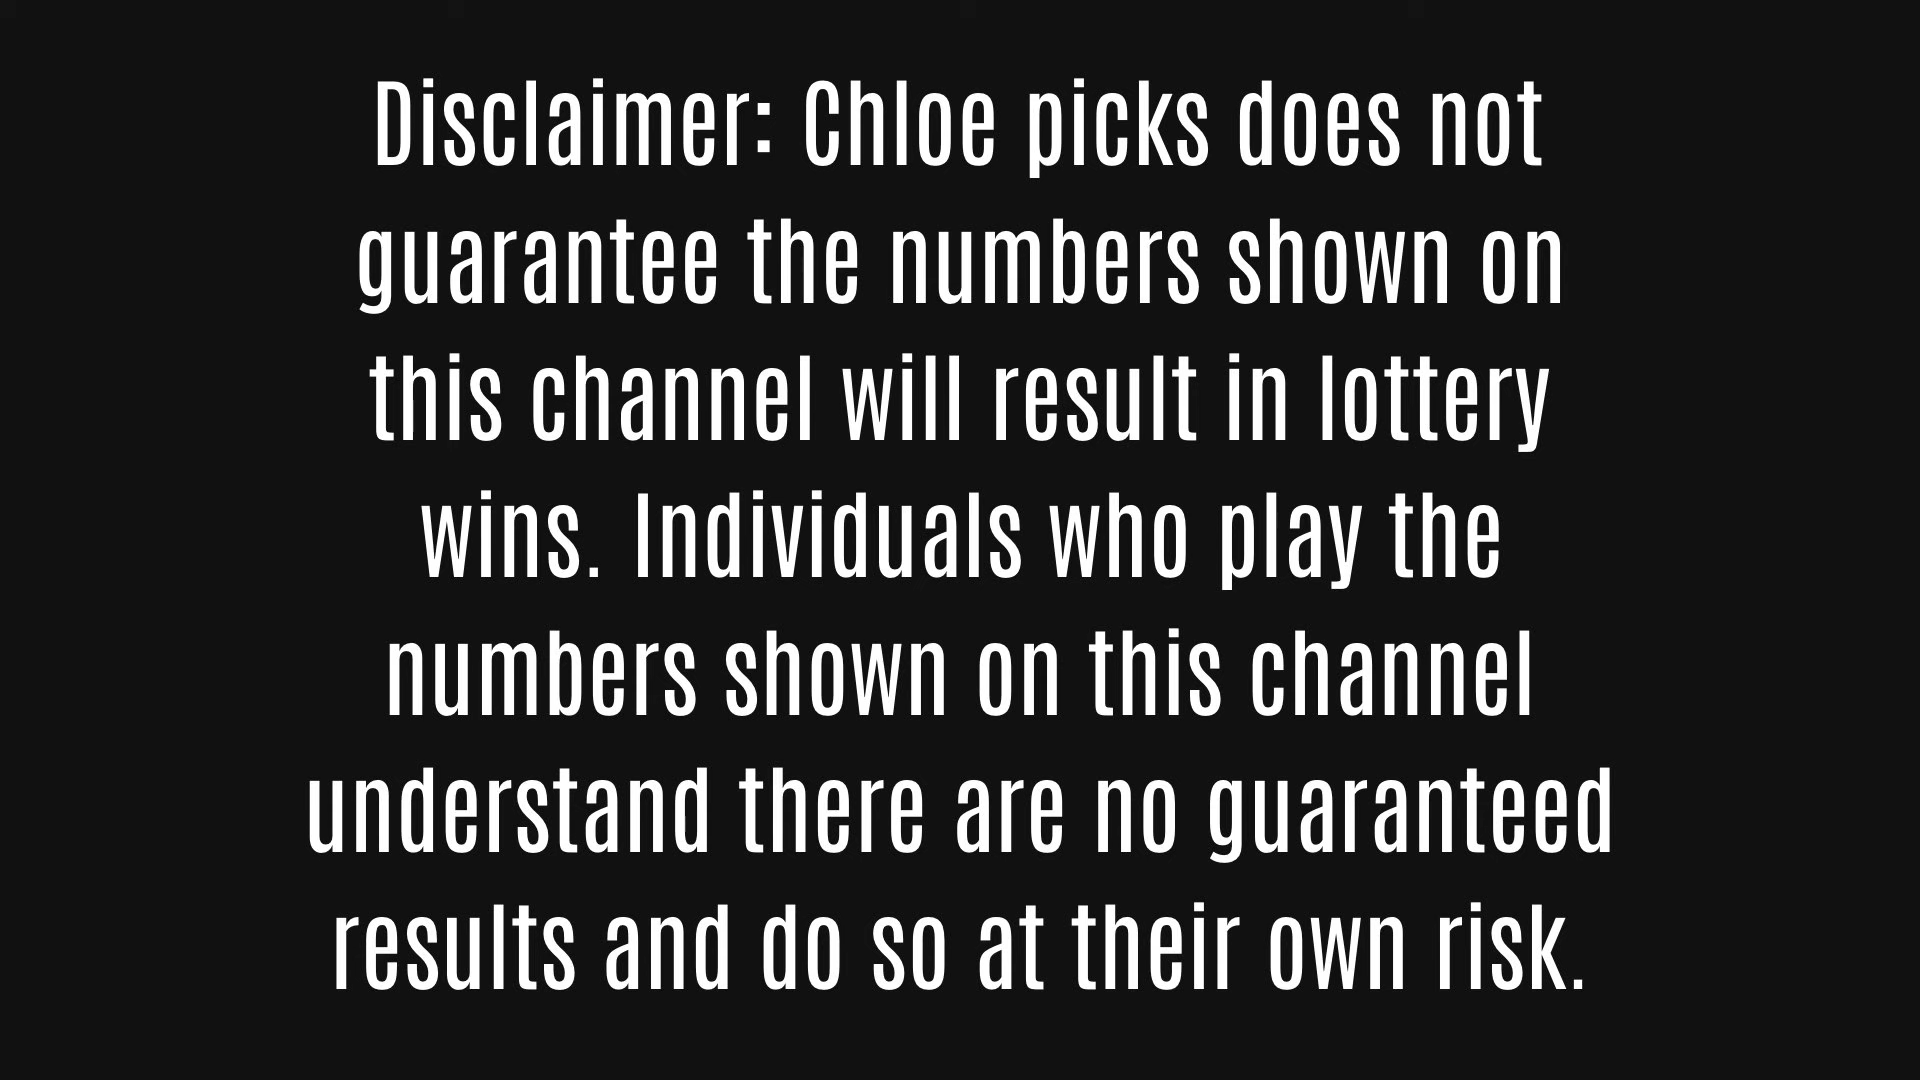 Disclaimer: Chloe picks does not
guarantee the numbers shown on
this channel will result in lottery
wins. Individuals who play the
numbers shown on this channel
understand there are no guaranteed
results and do so at their own risk.